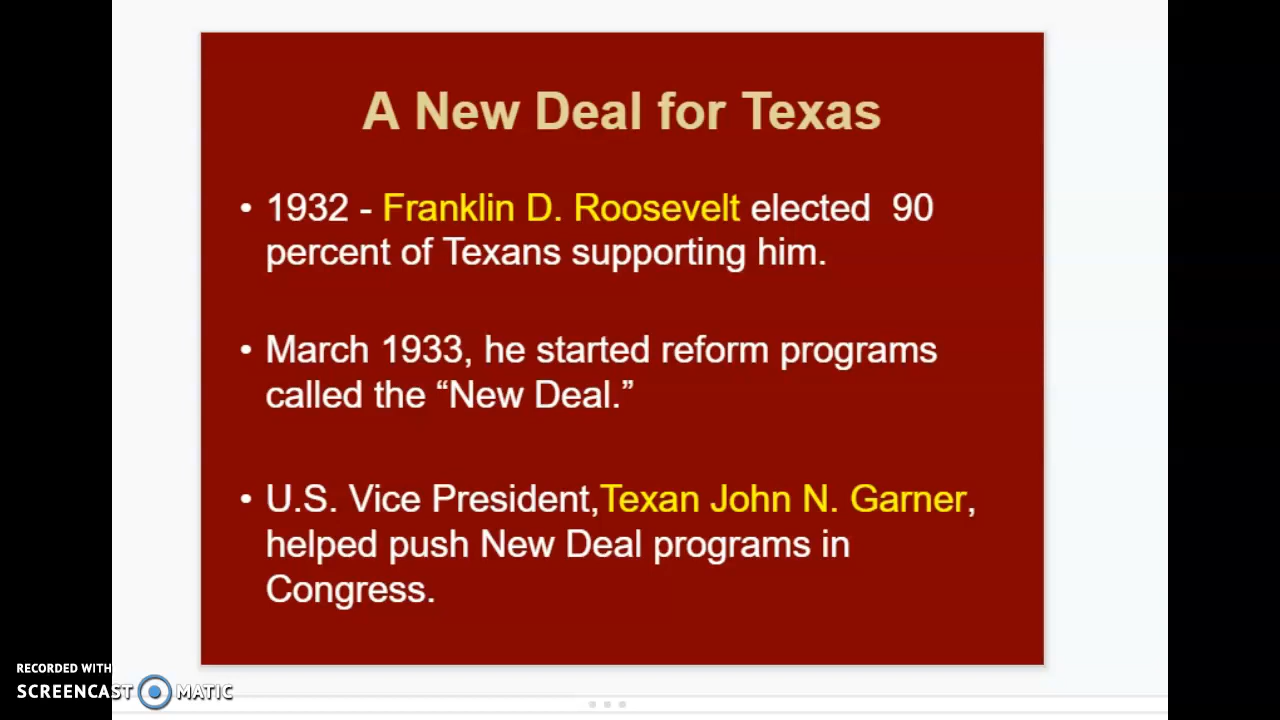 A New Deal for Texas
• 1932 - Franklin D. Roosevelt elected  90
percent of Texans supporting him.
• March 1933, he started reform programs
called the “New Deal.”
• U.S. Vice President,Texan John N. Garner,
helped push New Deal programs in
Congress.
RECORDED WITH
SCREENCAST MATIC